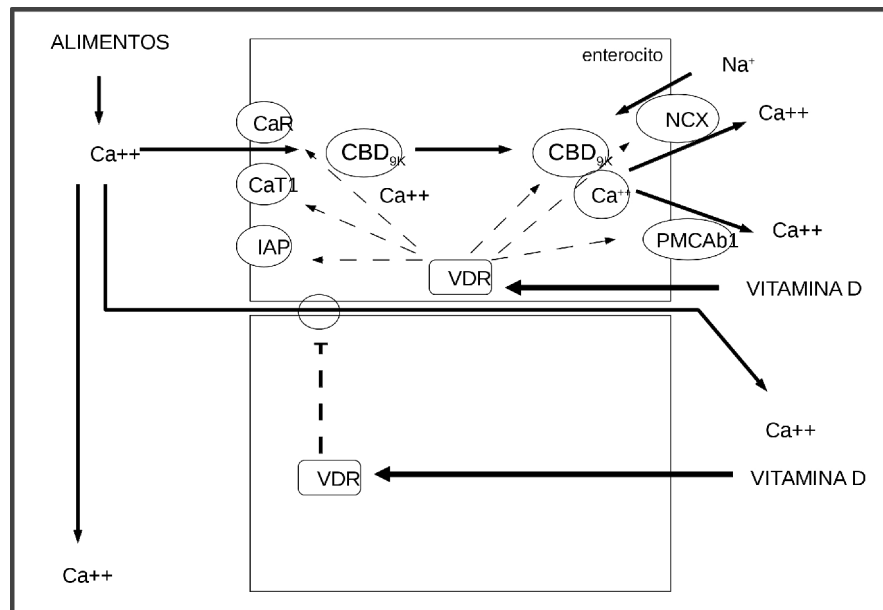 ALIMENTOS
enterocito
Na⁺
Ca++
CaR
NCX
Ca++
CBD₉ₖ
CBD₉ₖ
CaT1
Ca++
Ca⁺⁺
IAP
PMCAb1
Ca++
VDR
VITAMINA D
Ca++
VDR
VITAMINA D
Ca++